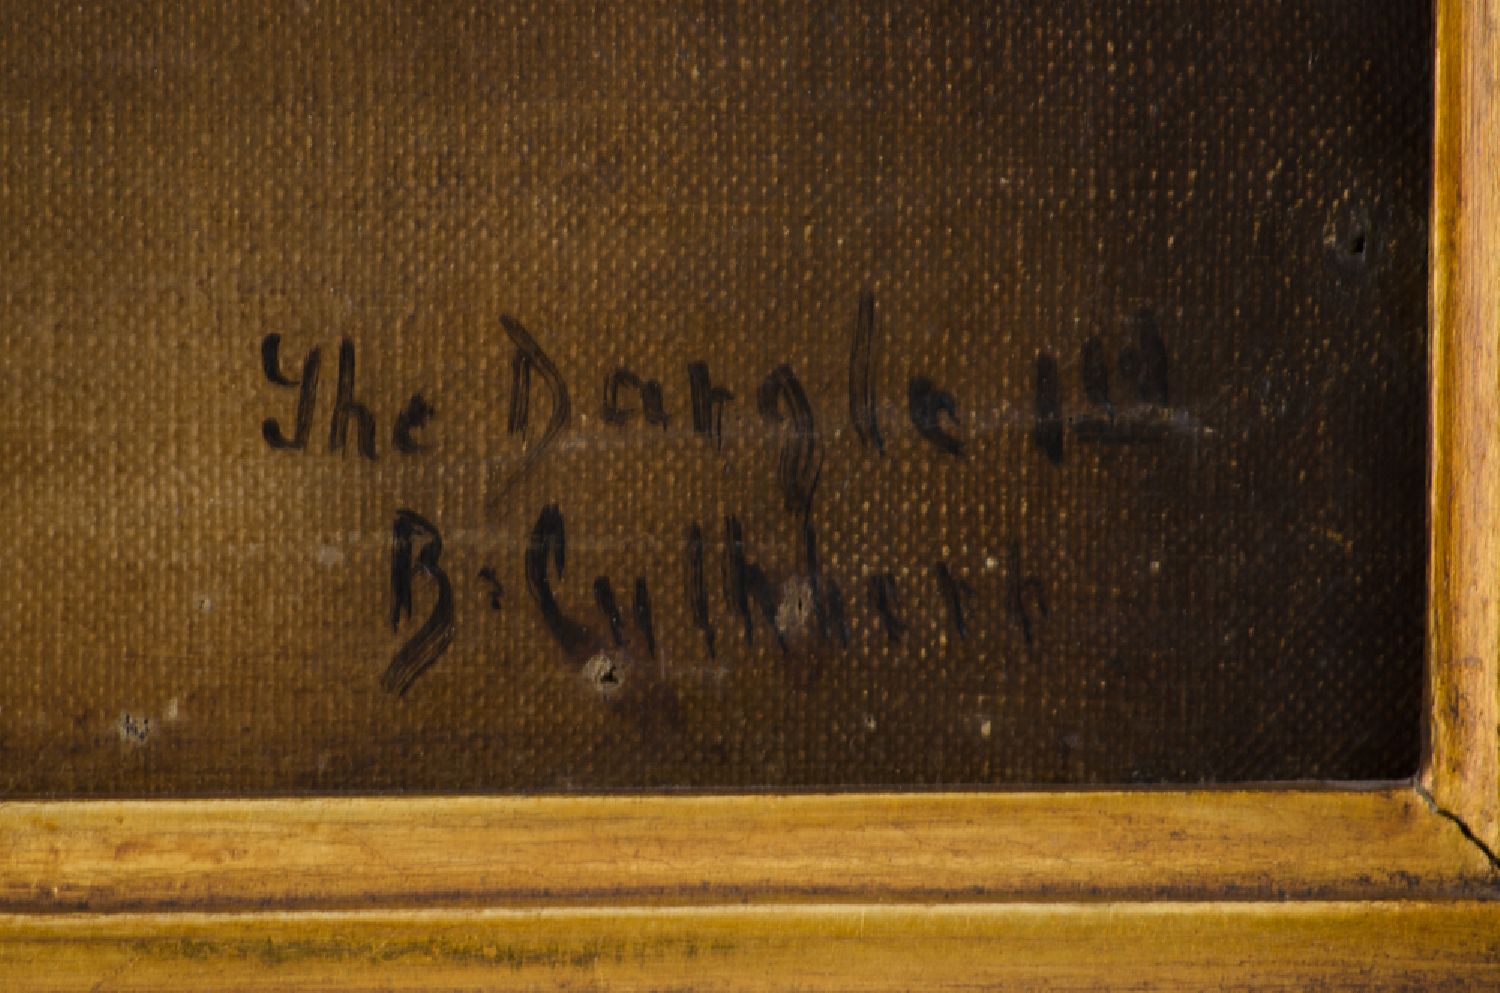 The Dargle
B: Cuthbert